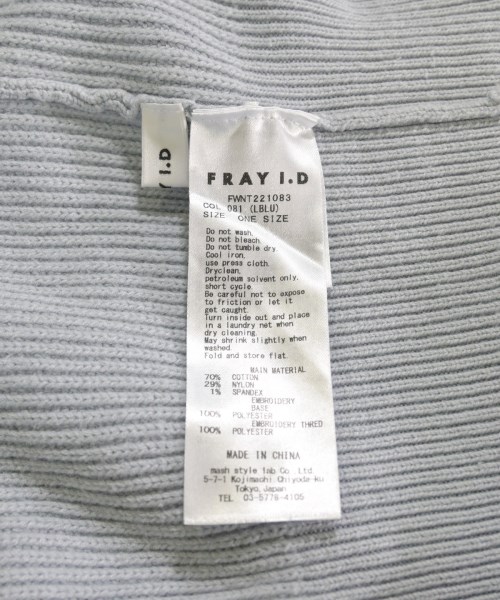 I.D
FRAY I.D
FWNT221083
COL 081 (LBLU)
SIZE ONE SIZE
Do not wash.
Do not bleach.
Do not tumble dry.
Cool iron,
use press cloth.
Dryclean,
petroleum solvent only,
short cycle.
Be careful not to expose
to friction or let it
get caught.
Turn inside out and place
in a laundry net when
dry cleaning.
May shrink slightly when
washed.
Fold and store flat.
MAIN MATERIAL
70% COTTON
29% NYLON
1% SPANDEX
EMBROIDERY
BASE
100% POLYESTER
EMBROIDERY THRED
100% POLYESTER
MADE IN CHINA
mash style lab Co., Ltd.
5-7-1 Kojimachi Chiyoda-ku
Tokyo, Japan
TEL 03-5778-4105